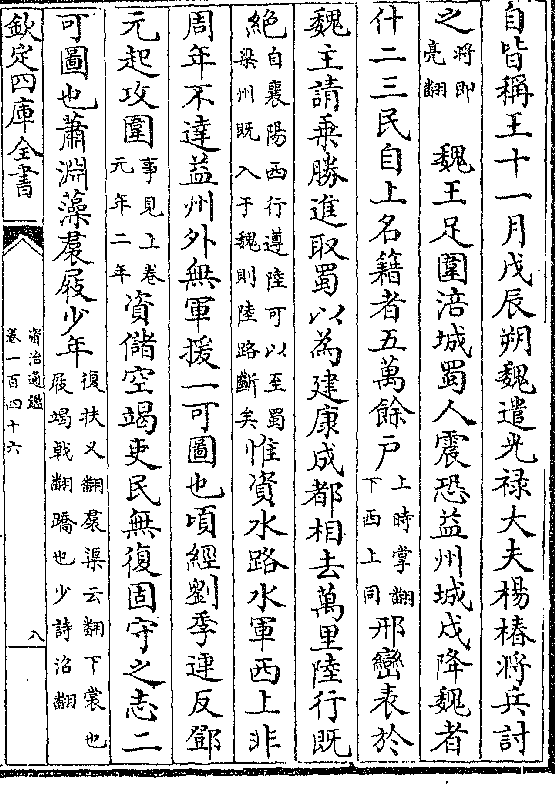 自皆稱王十一月戊辰朔魏遣光禄大夫楊椿將兵討
之將即亮翻　魏王足圍涪城蜀人震恐益州城戍降魏者
什二三民自上名籍者五萬餘戶上時掌翻下西上同邢巒表於
魏主請乗勝進取蜀以為建康成都相去萬里陸行既
絶自襄陽西行遵陸可以至蜀梁州既入于魏則陸路斷矣惟資水路水軍西上非
周年不達益州外無軍援一可圖也頃經劉季連反鄧
元起攻圍事見上卷元年二年資儲空竭吏民無復固守之志二
可圖也蕭淵藻裠屐少年復扶又翻裠渠云翻下裳也屐竭戟翻蹻也少詩沼翻
欽定四庫全書
資治通鑑
卷一百四十六
八